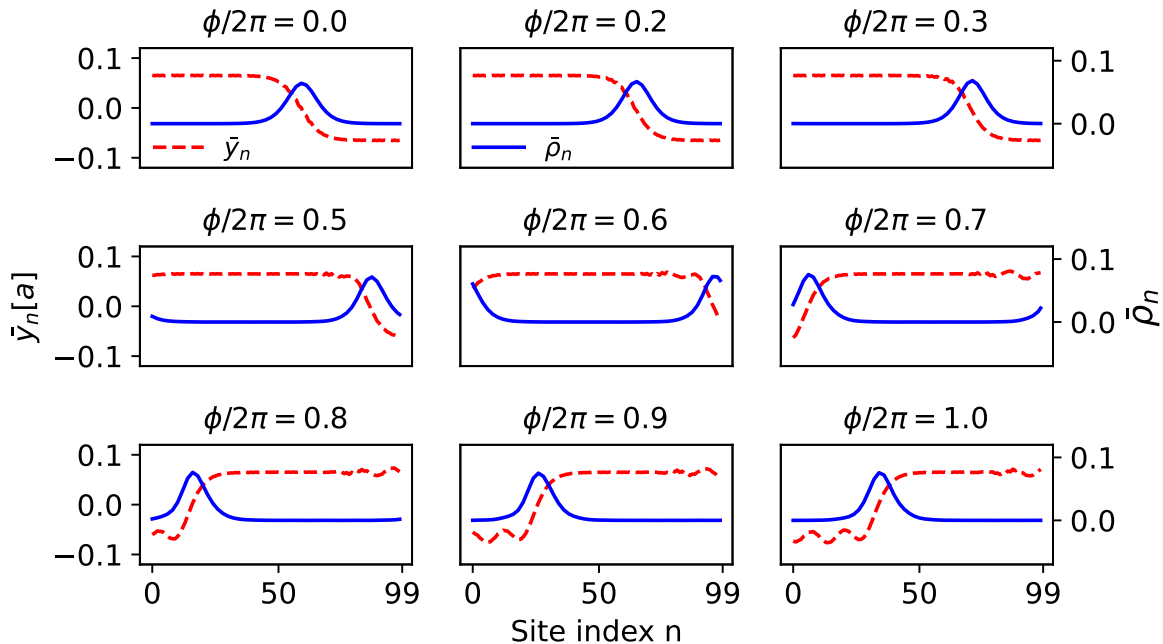 ϕ/2π = 0.0
ϕ/2π = 0.2
ϕ/2π = 0.3
0.1
0.0
−0.1
ȳₙ
ρ̄ₙ
0.1
0.0
ϕ/2π = 0.5
ϕ/2π = 0.6
ϕ/2π = 0.7
ȳₙ[a]
0.1
0.0
−0.1
0.1
0.0
ρ̄ₙ
ϕ/2π = 0.8
ϕ/2π = 0.9
ϕ/2π = 1.0
0.1
0.0
−0.1
0.1
0.0
0 50 99
0 50 99
0 50 99
Site index n